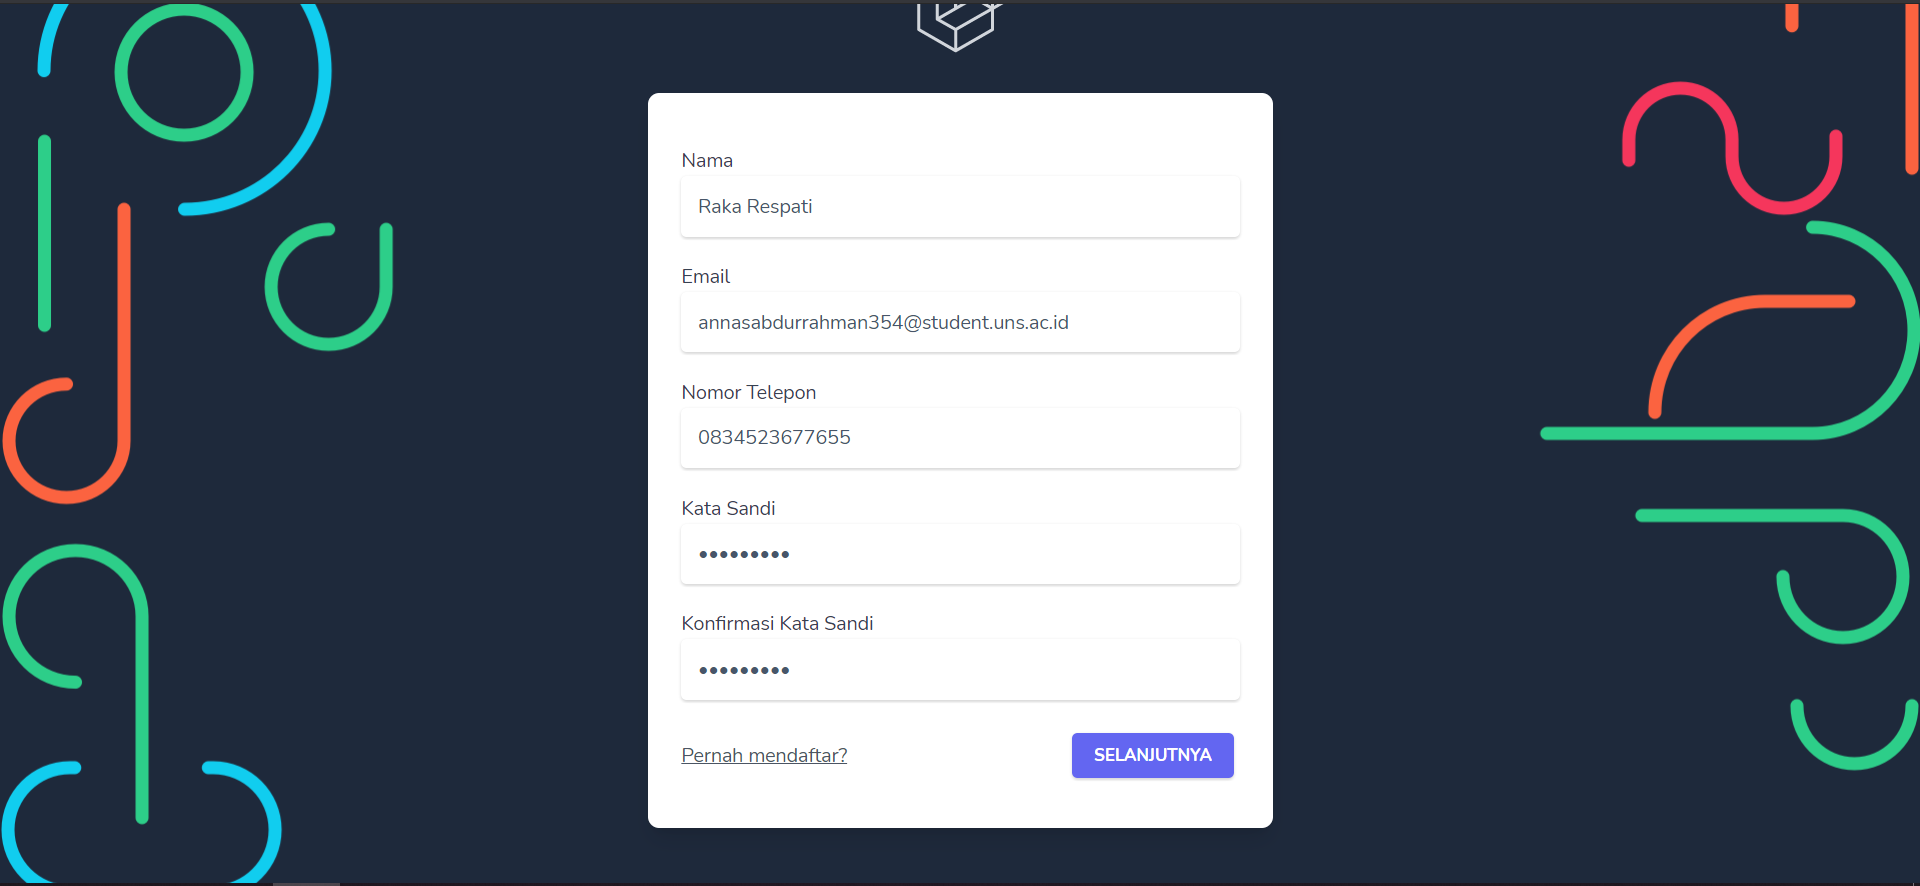 Nama
Raka Respati
Email
annasabdurrahman354@student.uns.ac.id
Nomor Telepon
0834523677655
Kata Sandi
•••••••••
Konfirmasi Kata Sandi
•••••••••
Pernah mendaftar?
SELANJUTNYA